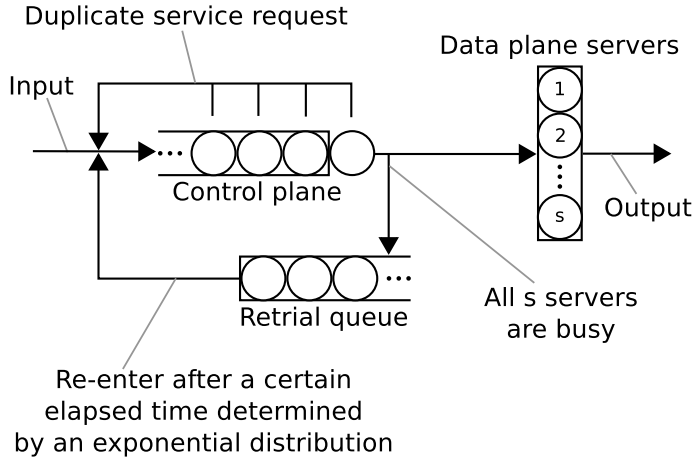 Duplicate service request
Data plane servers
Input
1
2
s
Control plane
Output
Retrial queue
All s servers
are busy
Re-enter after a certain
elapsed time determined
by an exponential distribution